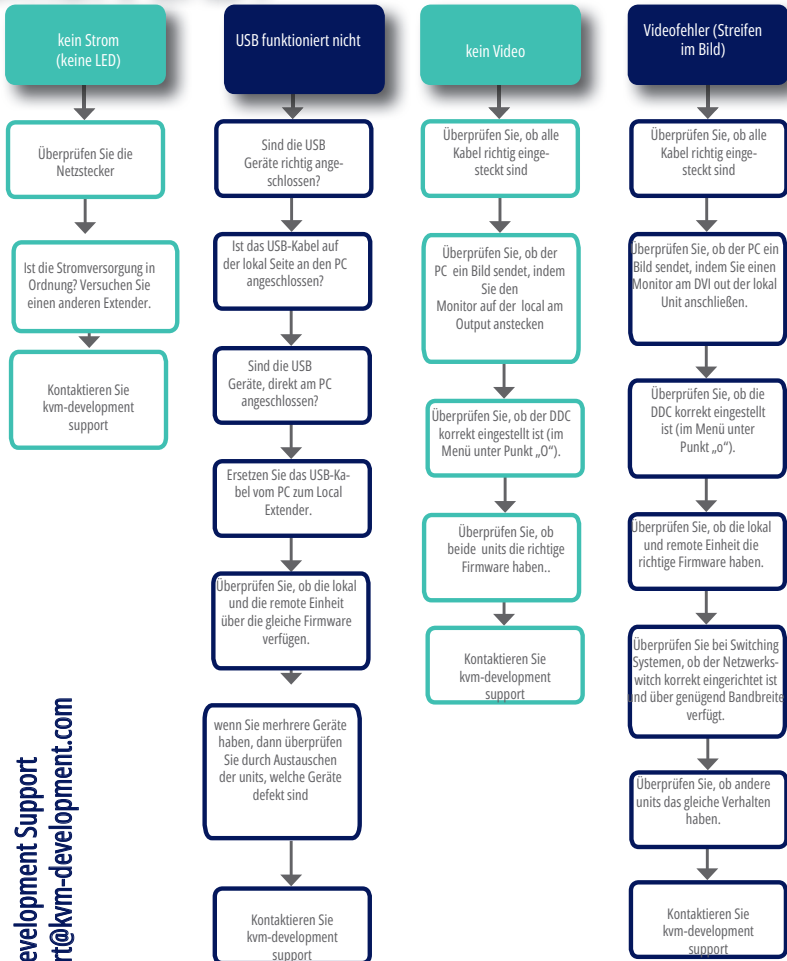 kein Strom
(keine LED)
Überprüfen Sie die
Netzstecker
Ist die Stromversorgung in
Ordnung? Versuchen Sie
einen anderen Extender.
Kontaktieren Sie
kvm-development
support
USB funktioniert nicht
Sind die USB
Geräte richtig ange-
schlossen?
Ist das USB-Kabel auf
der lokal Seite an den PC
angeschlossen?
Sind die USB
Geräte, direkt am PC
angeschlossen?
Ersetzen Sie das USB-Ka-
bel vom PC zum Local
Extender.
Überprüfen Sie, ob die lokal
und die remote Einheit
über die gleiche Firmware
verfügen.
wenn Sie merhrere Geräte
haben, dann überprüfen
Sie durch Austauschen
der units, welche Geräte
defekt sind
Kontaktieren Sie
kvm-development
support
kein Video
Überprüfen Sie, ob alle
Kabel richtig einge-
steckt sind
Überprüfen Sie, ob der
PC ein Bild sendet, indem
Sie den
Monitor auf der local am
Output anstecken
Überprüfen Sie, ob der DDC
korrekt eingestellt ist (im
Menü unter Punkt „O“).
Überprüfen Sie, ob
beide units die richtige
Firmware haben..
Kontaktieren Sie
kvm-development
support
Videofehler (Streifen
im Bild)
Überprüfen Sie, ob alle
Kabel richtig einge-
steckt sind
Überprüfen Sie, ob der PC ein
Bild sendet, indem Sie einen
Monitor am DVI out der lokal
Unit anschließen.
Überprüfen Sie, ob die
DDC korrekt eingestellt
ist (im Menü unter
Punkt „o“).
Überprüfen Sie, ob die lokal
und remote Einheit die
richtige Firmware haben.
Überprüfen Sie bei Switching
Systemen, ob der Netzwerks-
witch korrekt eingerichtet ist
und über genügend Bandbreite
verfügt.
Überprüfen Sie, ob andere
units das gleiche Verhalten
haben.
Kontaktieren Sie
kvm-development
support
evelopment Support
rt@kvm-development.com